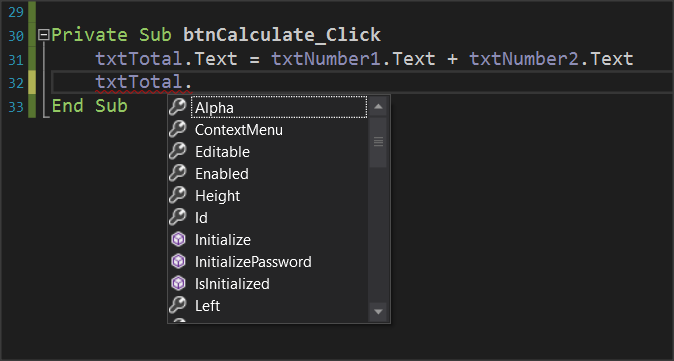 29
30 Private Sub btnCalculate_Click
31 txtTotal.Text = txtNumber1.Text + txtNumber2.Text
32 txtTotal.
33 End Sub
Alpha
ContextMenu
Editable
Enabled
Height
Id
Initialize
InitializePassword
IsInitialized
Left